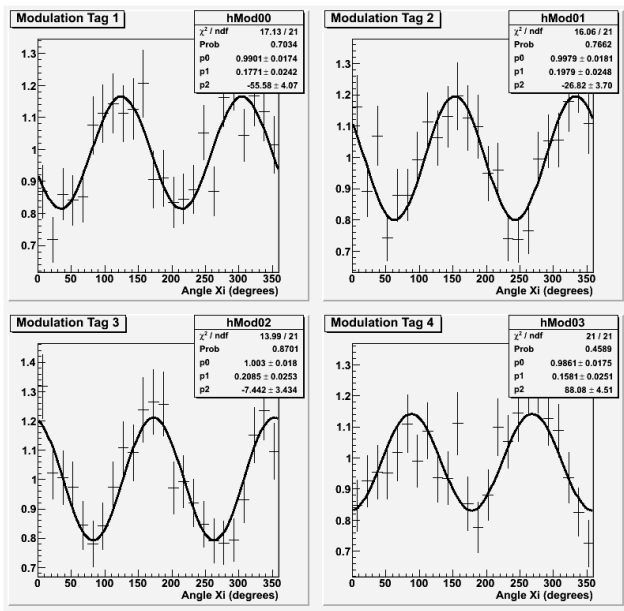 Modulation Tag 1
hMod00
χ² / ndf 17.13 / 21
Prob 0.7034
p0 0.9901 ± 0.0174
p1 0.1771 ± 0.0242
p2 -55.58 ± 4.07
1.3
1.2
1.1
1
0.9
0.8
0.7
0 50 100 150 200 250 300 350
Angle Xi (degrees)
Modulation Tag 2
hMod01
χ² / ndf 16.06 / 21
Prob 0.7662
p0 0.9979 ± 0.0181
p1 0.1979 ± 0.0248
p2 -26.82 ± 3.70
1.3
1.2
1.1
1
0.9
0.8
0.7
0 50 100 150 200 250 300 350
Angle Xi (degrees)
Modulation Tag 3
hMod02
χ² / ndf 13.99 / 21
Prob 0.8701
p0 1.003 ± 0.018
p1 0.2085 ± 0.0253
p2 -7.442 ± 3.434
1.4
1.3
1.2
1.1
1
0.9
0.8
0.7
0 50 100 150 200 250 300 350
Angle Xi (degrees)
Modulation Tag 4
hMod03
χ² / ndf 21 / 21
Prob 0.4589
p0 0.9861 ± 0.0175
p1 0.1581 ± 0.0251
p2 88.08 ± 4.51
1.3
1.2
1.1
1
0.9
0.8
0.7
0 50 100 150 200 250 300 350
Angle Xi (degrees)